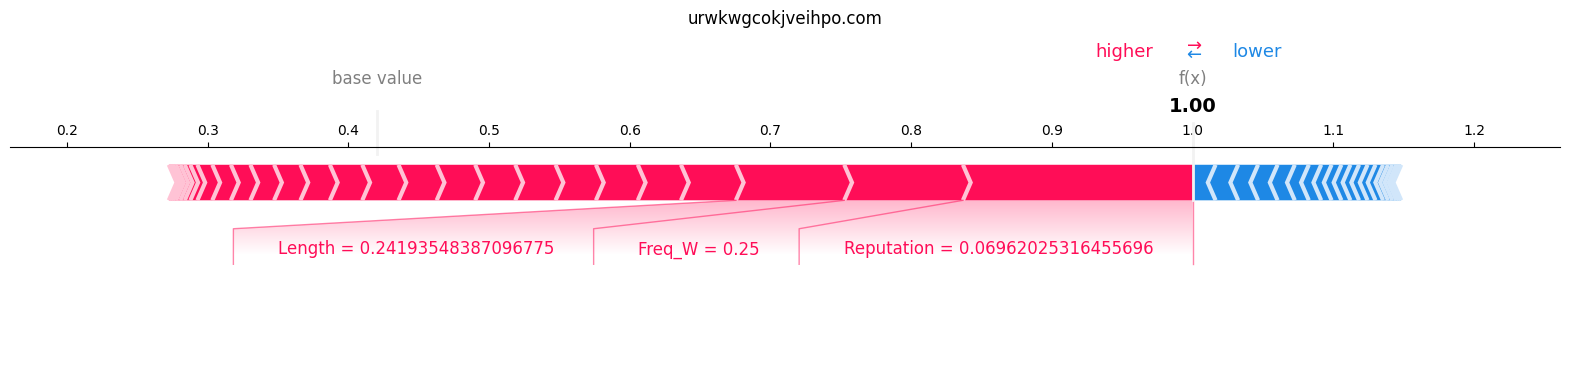 urwkwgcokjveihpo.com
higher → ← lower
base value f(x)
1.00
0.2 0.3 0.4 0.5 0.6 0.7 0.8 0.9 1.0 1.1 1.2
Length = 0.24193548387096775 Freq_W = 0.25 Reputation = 0.06962025316455696